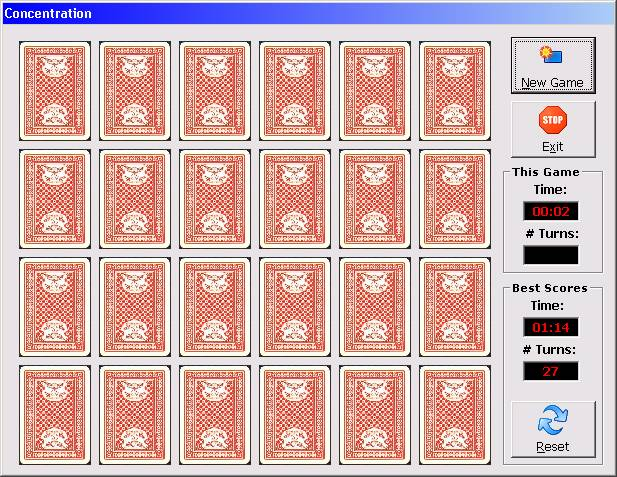 Concentration
New Game
STOP
Exit
This Game
Time:
00:02
# Turns:
Best Scores
Time:
01:14
# Turns:
27
Reset